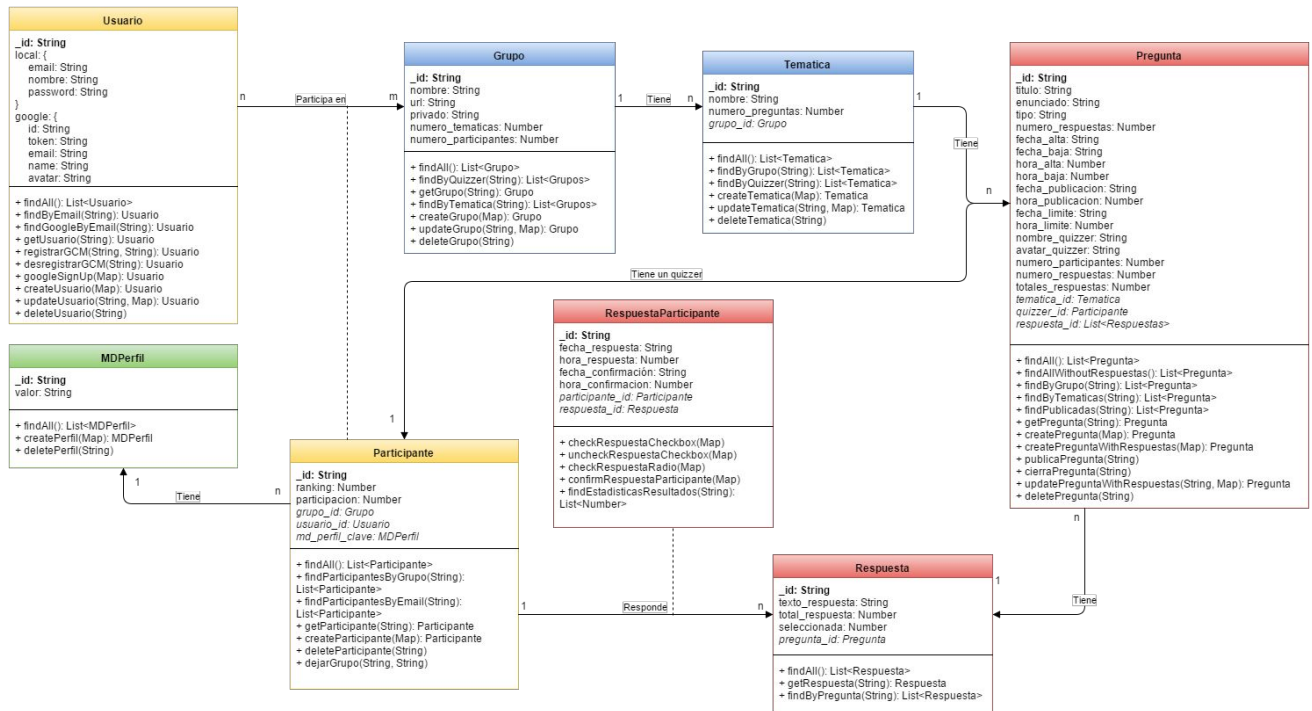 Usuario
_id: String
local: {
email: String
nombre: String
password: String
}
google: {
id: String
token: String
email: String
name: String
avatar: String
+ findAll(): List<Usuario>
+ findByEmail(String): Usuario
+ findGoogleByEmail(String): Usuario
+ getUsuario(String): Usuario
+ registrarGCM(String, String): Usuario
+ desregistrarGCM(String): Usuario
+ googleSignUp(Map): Usuario
+ createUsuario(Map): Usuario
+ updateUsuario(String, Map): Usuario
+ deleteUsuario(String)
n
Participa en
m
Grupo
_id: String
nombre: String
url: String
privado: String
numero_tematicas: Number
numero_participantes: Number
+ findAll(): List<Grupo>
+ findByQuizzer(String): List<Grupos>
+ getGrupo(String): Grupo
+ findByTematica(String): List<Grupos>
+ createGrupo(Map): Grupo
+ updateGrupo(String, Map): Grupo
+ deleteGrupo(String)
1
Tiene
n
Tematica
_id: String
nombre: String
numero_preguntas: Number
grupo_id: Grupo
+ findAll(): List<Tematica>
+ findByGrupo(String): List<Tematica>
+ findByQuizzer(String): List<Tematica>
+ createTematica(Map): Tematica
+ updateTematica(String, Map): Tematica
+ deleteTematica(String)
1
Tiene
n
Pregunta
_id: String
titulo: String
enunciado: String
tipo: String
numero_respuestas: Number
fecha_alta: String
fecha_baja: String
hora_alta: Number
hora_baja: Number
fecha_publicacion: String
hora_publicacion: Number
fecha_limite: String
hora_limite: Number
nombre_quizzer: String
avatar_quizzer: String
numero_participantes: Number
numero_respuestas: Number
totales_respuestas: Number
tematica_id: Tematica
quizzer_id: Participante
respuesta_id: List<Respuestas>
+ findAll(): List<Pregunta>
+ findAllWithoutRespuestas(): List<Pregunta>
+ findByGrupo(String): List<Pregunta>
+ findByTematicas(String): List<Pregunta>
+ findPublicadas(String): List<Pregunta>
+ getPregunta(String): Pregunta
+ createPregunta(Map): Pregunta
+ createPreguntaWithRespuestas(Map): Pregunta
+ publicaPregunta(String)
+ cierraPregunta(String)
+ updatePreguntaWithRespuestas(String, Map): Pregunta
+ deletePregunta(String)
Tiene un quizzer
1
MDPerfil
_id: String
valor: String
+ findAll(): List<MDPerfil>
+ createPerfil(Map): MDPerfil
+ deletePerfil(String)
1
Tiene
n
Participante
_id: String
ranking: Number
participacion: Number
grupo_id: Grupo
usuario_id: Usuario
md_perfil_clave: MDPerfil
+ findAll(): List<Participante>
+ findParticipantesByGrupo(String):
List<Participante>
+ findParticipantesByEmail(String):
List<Participante>
+ getParticipante(String): Participante
+ createParticipante(Map): Participante
+ deleteParticipante(String)
+ dejarGrupo(String, String)
RespuestaParticipante
_id: String
fecha_respuesta: String
hora_respuesta: Number
fecha_confirmación: String
hora_confirmacion: Number
participante_id: Participante
respuesta_id: Respuesta
+ checkRespuestaCheckbox(Map)
+ uncheckRespuestaCheckbox(Map)
+ checkRespuestaRadio(Map)
+ confirmRespuestaParticipante(Map)
+ findEstadisticasResultados(String):
List<Number>
1
Responde
n
Respuesta
_id: String
texto_respuesta: String
total_respuesta: Number
seleccionada: Number
pregunta_id: Pregunta
+ findAll(): List<Respuesta>
+ getRespuesta(String): Respuesta
+ findByPregunta(String): List<Respuesta>
n
1
Tiene